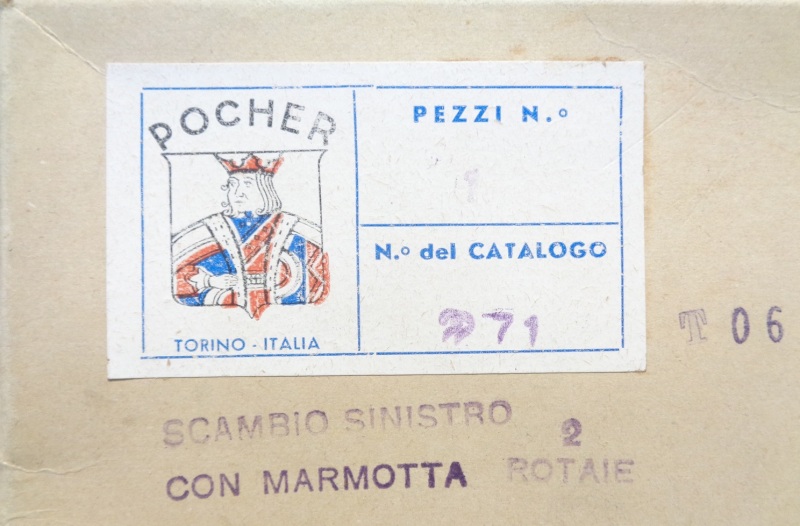 POCHER
TORINO - ITALIA
PEZZI N.º
1
N.º del CATALOGO
271
T 06
SCAMBIO SINISTRO
2
CON MARMOTTA ROTAIE